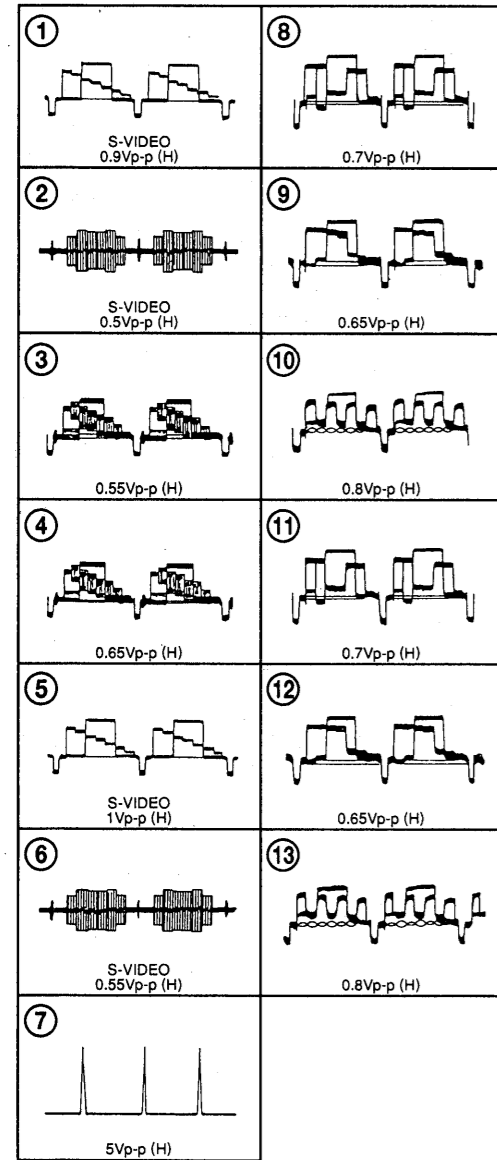 1
S-VIDEO
0.9Vp-p (H)
2
S-VIDEO
0.5Vp-p (H)
3
0.55Vp-p (H)
4
0.65Vp-p (H)
5
S-VIDEO
1Vp-p (H)
6
S-VIDEO
0.55Vp-p (H)
7
5Vp-p (H)
8
0.7Vp-p (H)
9
0.65Vp-p (H)
10
0.8Vp-p (H)
11
0.7Vp-p (H)
12
0.65Vp-p (H)
13
0.8Vp-p (H)